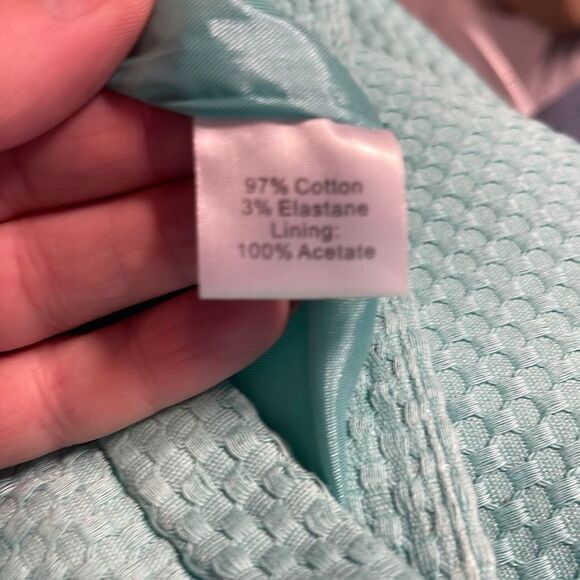 97% Cotton
3% Elastane
Lining:
100% Acetate